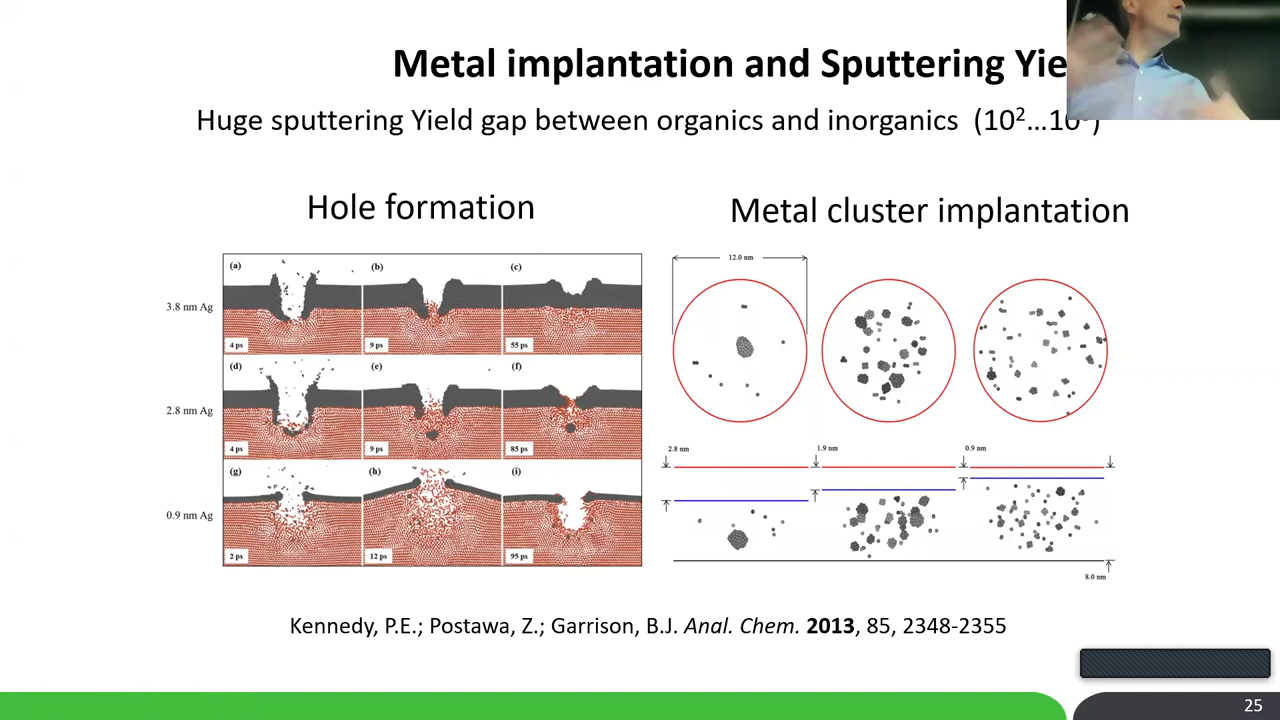 Metal implantation and Sputtering
Huge sputtering Yield gap between organics and inorganics (10²…10
Hole formation
Metal cluster implantation
12.0 nm
(a) (b) (c)
3.8 nm Ag
4 ps 9 ps 55 ps
(d) (e) (f)
2.8 nm Ag
4 ps 9 ps 85 ps
2.8 nm 1.9 nm 0.9 nm
(g) (h) (i)
0.9 nm Ag
2 ps 12 ps 95 ps
8.0 nm
Kennedy, P.E.; Postawa, Z.; Garrison, B.J. Anal. Chem. 2013, 85, 2348-2355
25